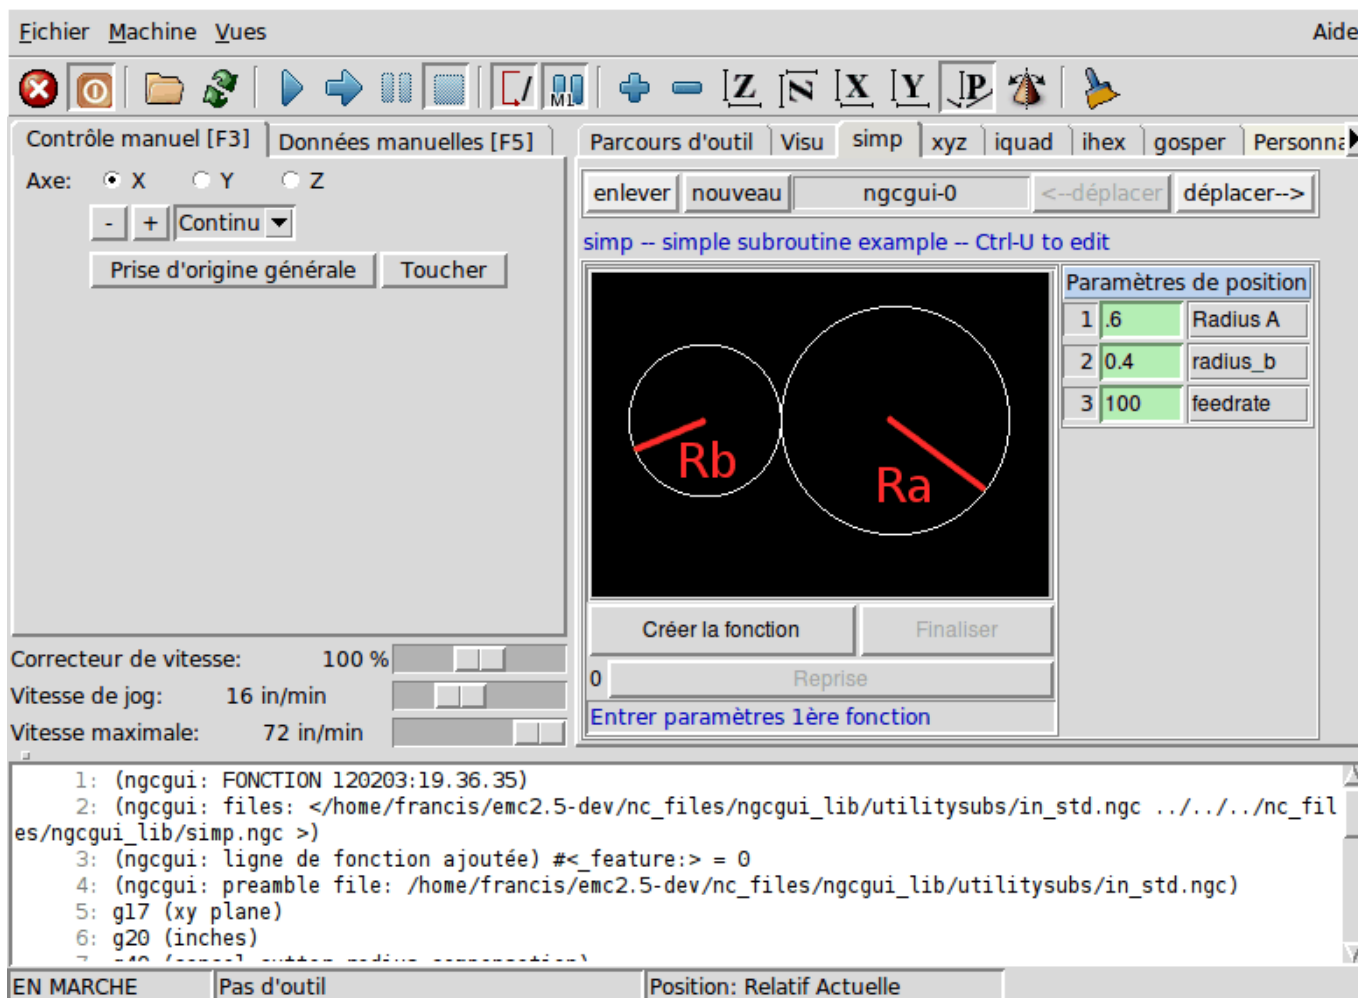 Fichier Machine Vues Aide
M1 Z N X Y P
Contrôle manuel [F3] Données manuelles [F5]
Axe: X Y Z
- + Continu
Prise d'origine générale Toucher
Parcours d'outil Visu simp xyz iquad ihex gosper Personna
enlever nouveau ngcgui-0 <--déplacer déplacer-->
simp -- simple subroutine example -- Ctrl-U to edit
Rb Ra
Paramètres de position
1 .6 Radius A
2 0.4 radius_b
3 100 feedrate
Créer la fonction Finaliser
0 Reprise
Entrer paramètres 1ère fonction
Correcteur de vitesse: 100 %
Vitesse de jog: 16 in/min
Vitesse maximale: 72 in/min
1: (ngcgui: FONCTION 120203:19.36.35)
2: (ngcgui: files: </home/francis/emc2.5-dev/nc_files/ngcgui_lib/utilitysubs/in_std.ngc ../../../nc_fil
es/ngcgui_lib/simp.ngc >)
3: (ngcgui: ligne de fonction ajoutée) #<_feature:> = 0
4: (ngcgui: preamble file: /home/francis/emc2.5-dev/nc_files/ngcgui_lib/utilitysubs/in_std.ngc)
5: g17 (xy plane)
6: g20 (inches)
7: g40 (cancel cutter radius compensation)
EN MARCHE Pas d'outil Position: Relatif Actuelle